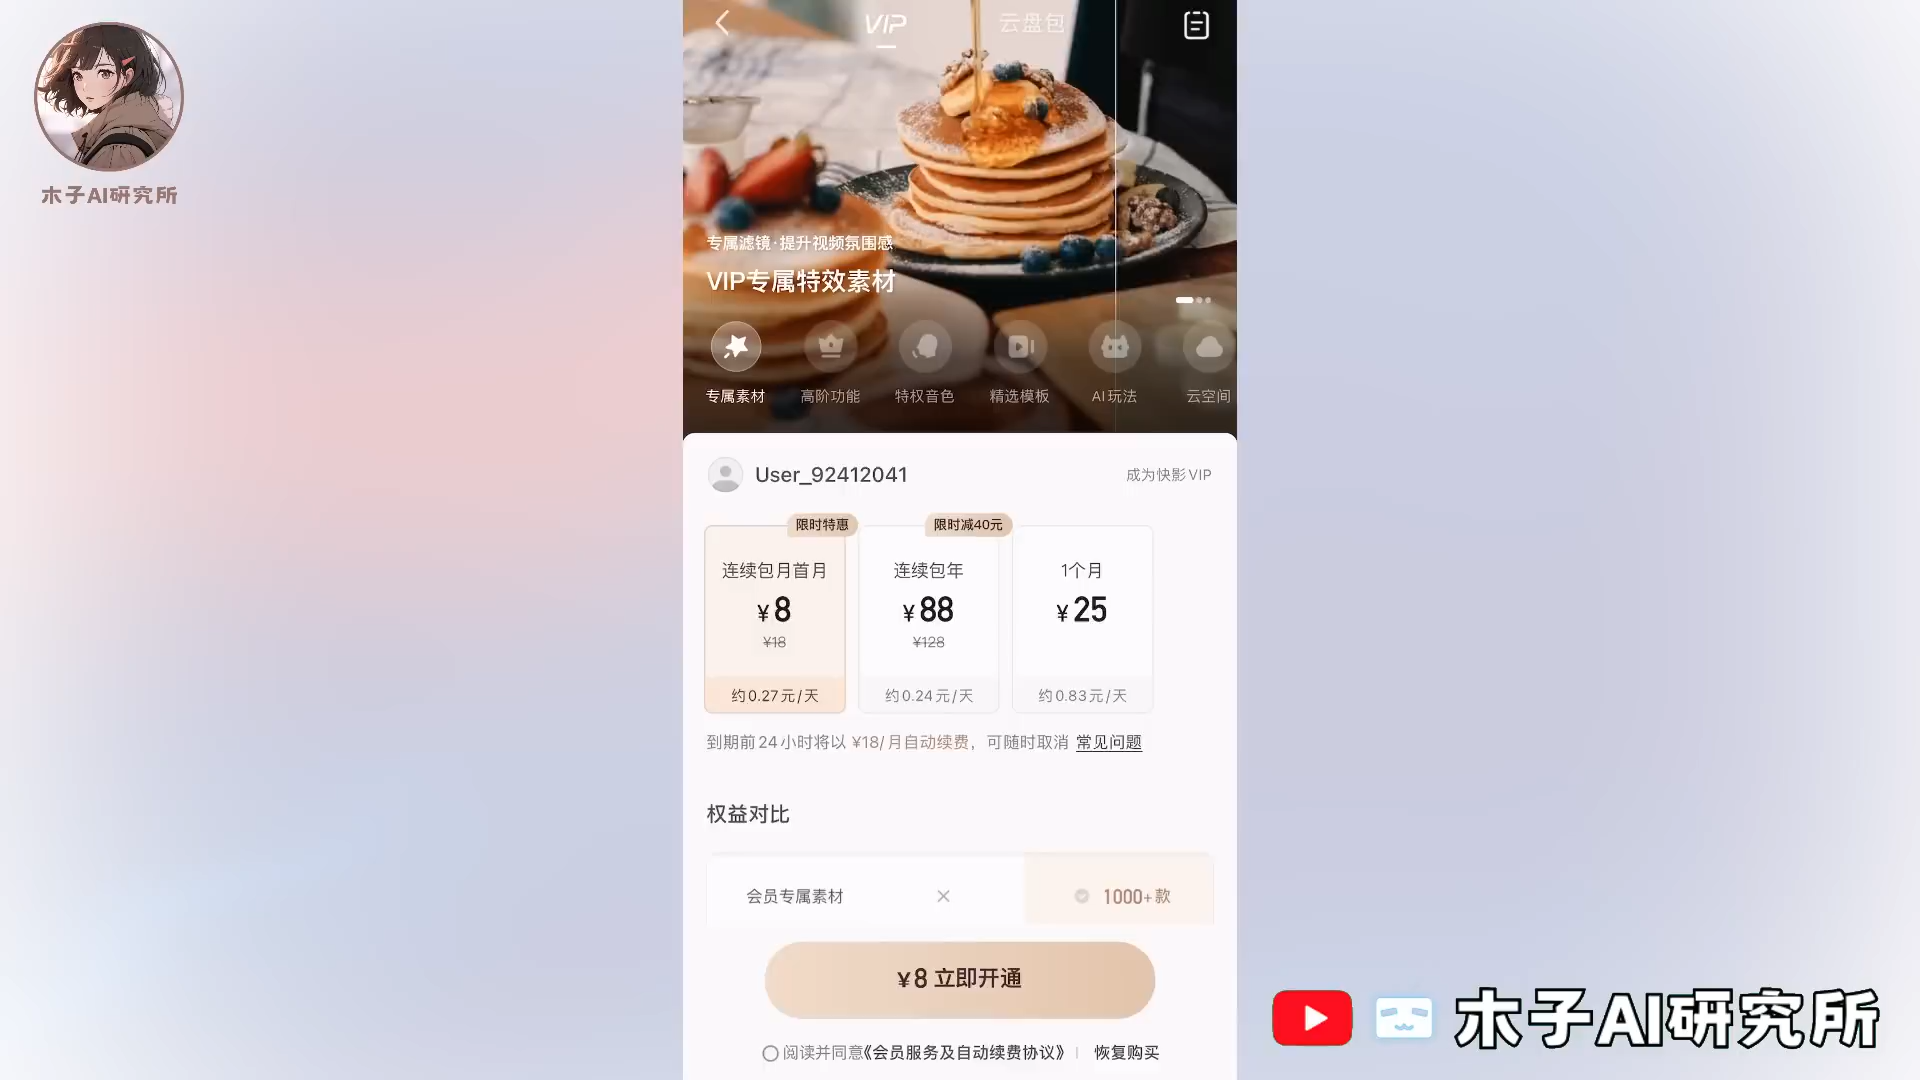 木子AI研究所
VIP
云盘包
专属滤镜·提升视频氛围感
VIP专属特效素材
专属素材
高阶功能
特权音色
精选模板
AI玩法
云空间
User_92412041
成为快影VIP
限时特惠
限时减40元
连续包月首月
连续包年
1个月
¥8
¥88
¥25
¥18
¥128
约0.27元/天
约0.24元/天
约0.83元/天
到期前24小时将以 ¥18/月自动续费，可随时取消 常见问题
权益对比
会员专属素材
1000+款
¥8 立即开通
阅读并同意《会员服务及自动续费协议》 | 恢复购买
木子AI研究所